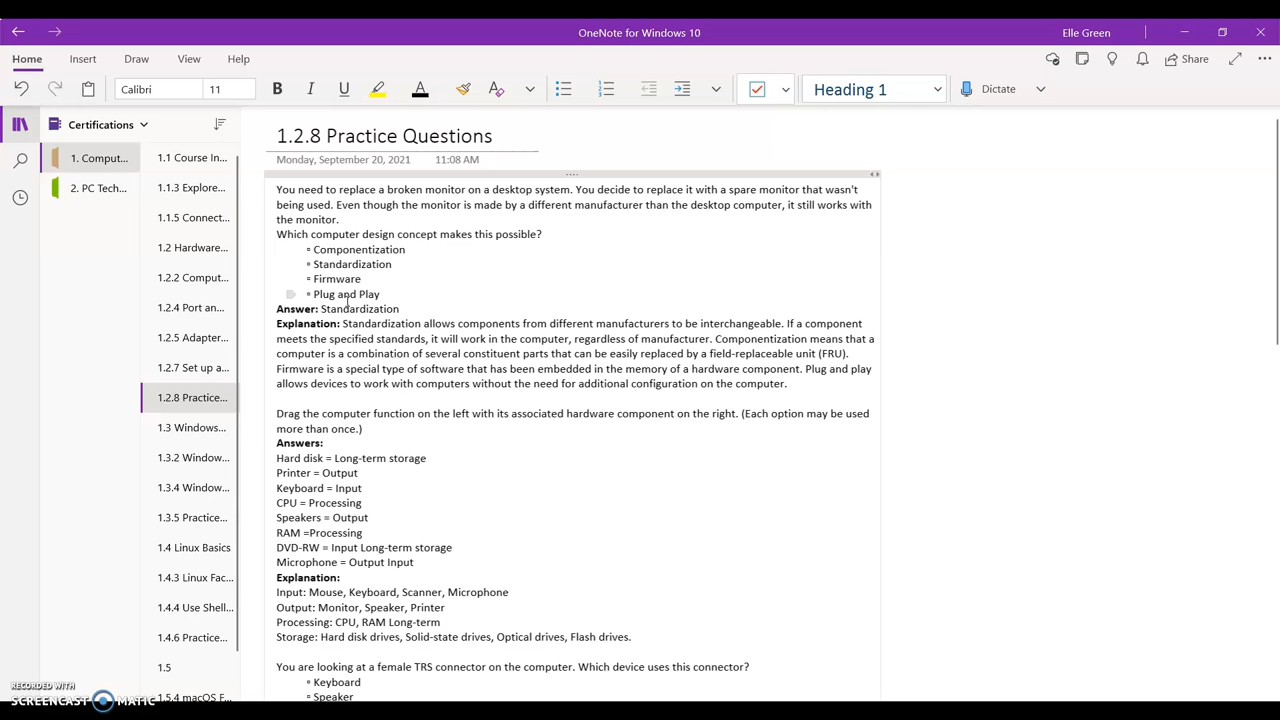 OneNote for Windows 10
Elle Green
Home
Insert
Draw
View
Help
Share
Calibri
11
B
I
U
A
Heading 1
Dictate
Certifications
1. Comput...
2. PC Tech...
1.1 Course In...
1.1.3 Explore...
1.1.5 Connect...
1.2 Hardware...
1.2.2 Comput...
1.2.4 Port an...
1.2.5 Adapter...
1.2.7 Set up a...
1.2.8 Practice...
1.3 Windows...
1.3.2 Window...
1.3.4 Window...
1.3.5 Practice...
1.4 Linux Basics
1.4.3 Linux Fac...
1.4.4 Use Shell...
1.4.6 Practice...
1.5
1.5.4 macOS F...
1.2.8 Practice Questions
Monday, September 20, 2021 11:08 AM
You need to replace a broken monitor on a desktop system. You decide to replace it with a spare monitor that wasn't
being used. Even though the monitor is made by a different manufacturer than the desktop computer, it still works with
the monitor.
Which computer design concept makes this possible?
Componentization
Standardization
Firmware
Plug and Play
Answer: Standardization
Explanation: Standardization allows components from different manufacturers to be interchangeable. If a component
meets the specified standards, it will work in the computer, regardless of manufacturer. Componentization means that a
computer is a combination of several constituent parts that can be easily replaced by a field-replaceable unit (FRU).
Firmware is a special type of software that has been embedded in the memory of a hardware component. Plug and play
allows devices to work with computers without the need for additional configuration on the computer.
Drag the computer function on the left with its associated hardware component on the right. (Each option may be used
more than once.)
Answers:
Hard disk = Long-term storage
Printer = Output
Keyboard = Input
CPU = Processing
Speakers = Output
RAM =Processing
DVD-RW = Input Long-term storage
Microphone = Output Input
Explanation:
Input: Mouse, Keyboard, Scanner, Microphone
Output: Monitor, Speaker, Printer
Processing: CPU, RAM Long-term
Storage: Hard disk drives, Solid-state drives, Optical drives, Flash drives.
You are looking at a female TRS connector on the computer. Which device uses this connector?
Keyboard
Speaker
RECORDED WITH
SCREENCAST MATIC